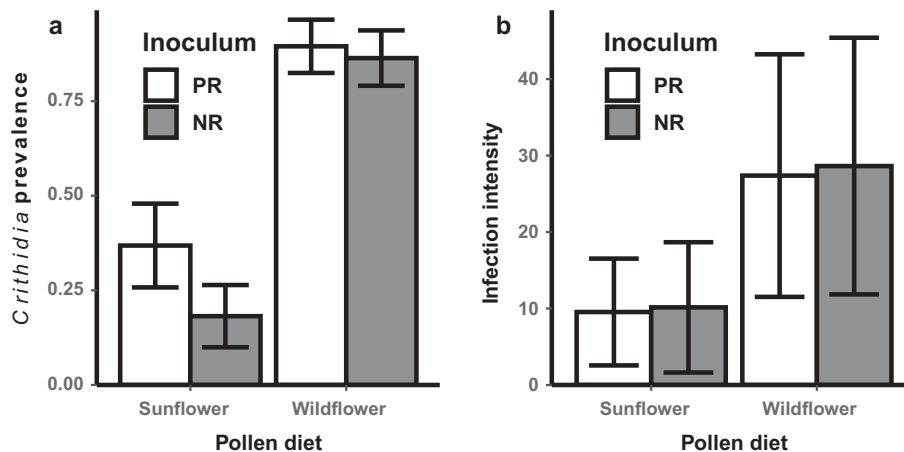 a
Inoculum
PR
NR
Crithidia prevalence
0.75
0.50
0.25
0.00
Sunflower Wildflower
Pollen diet
b
Inoculum
PR
NR
Infection intensity
40
30
20
10
0
Sunflower Wildflower
Pollen diet